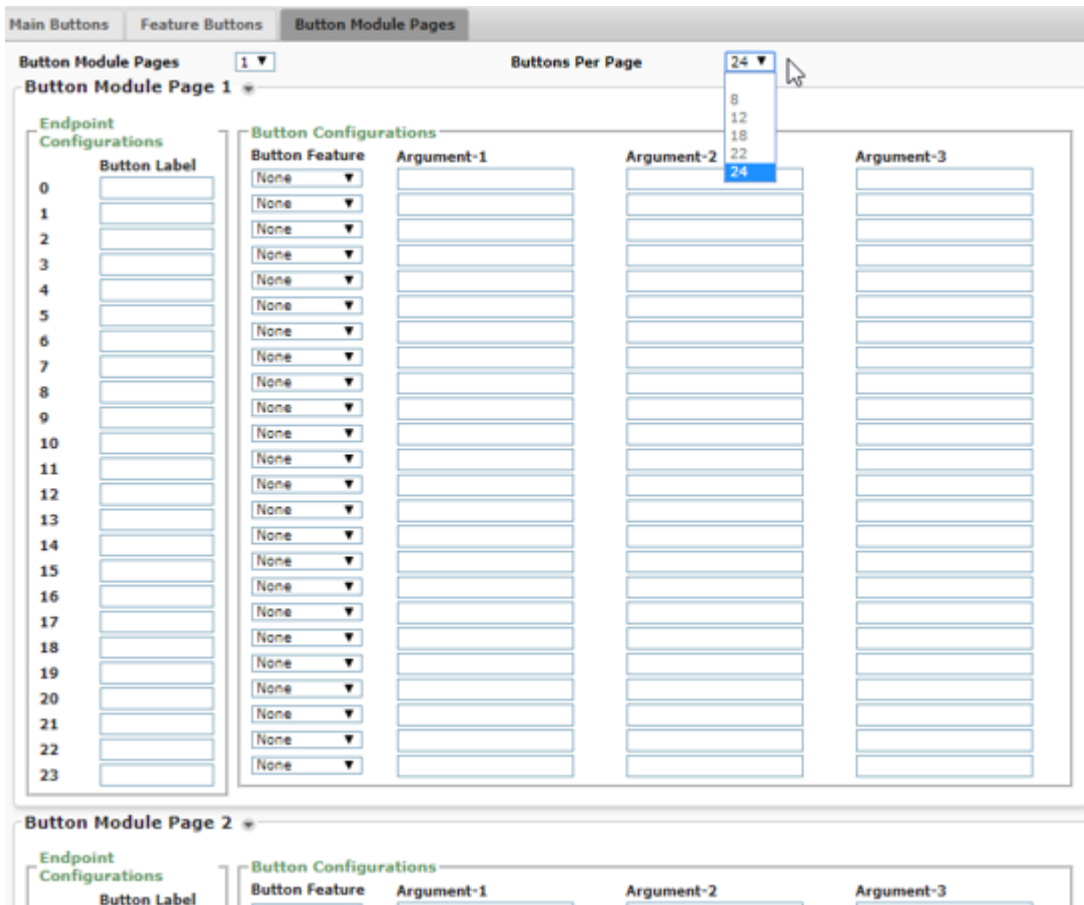 Main Buttons Feature Buttons Button Module Pages
Button Module Pages 1 Buttons Per Page 24
8
12
18
22
24
Button Module Page 1
Endpoint Configurations
Button Configurations
Button Label Button Feature Argument-1 Argument-2 Argument-3
0 None
1 None
2 None
3 None
4 None
5 None
6 None
7 None
8 None
9 None
10 None
11 None
12 None
13 None
14 None
15 None
16 None
17 None
18 None
19 None
20 None
21 None
22 None
23 None
Button Module Page 2
Endpoint Configurations
Button Configurations
Button Label Button Feature Argument-1 Argument-2 Argument-3